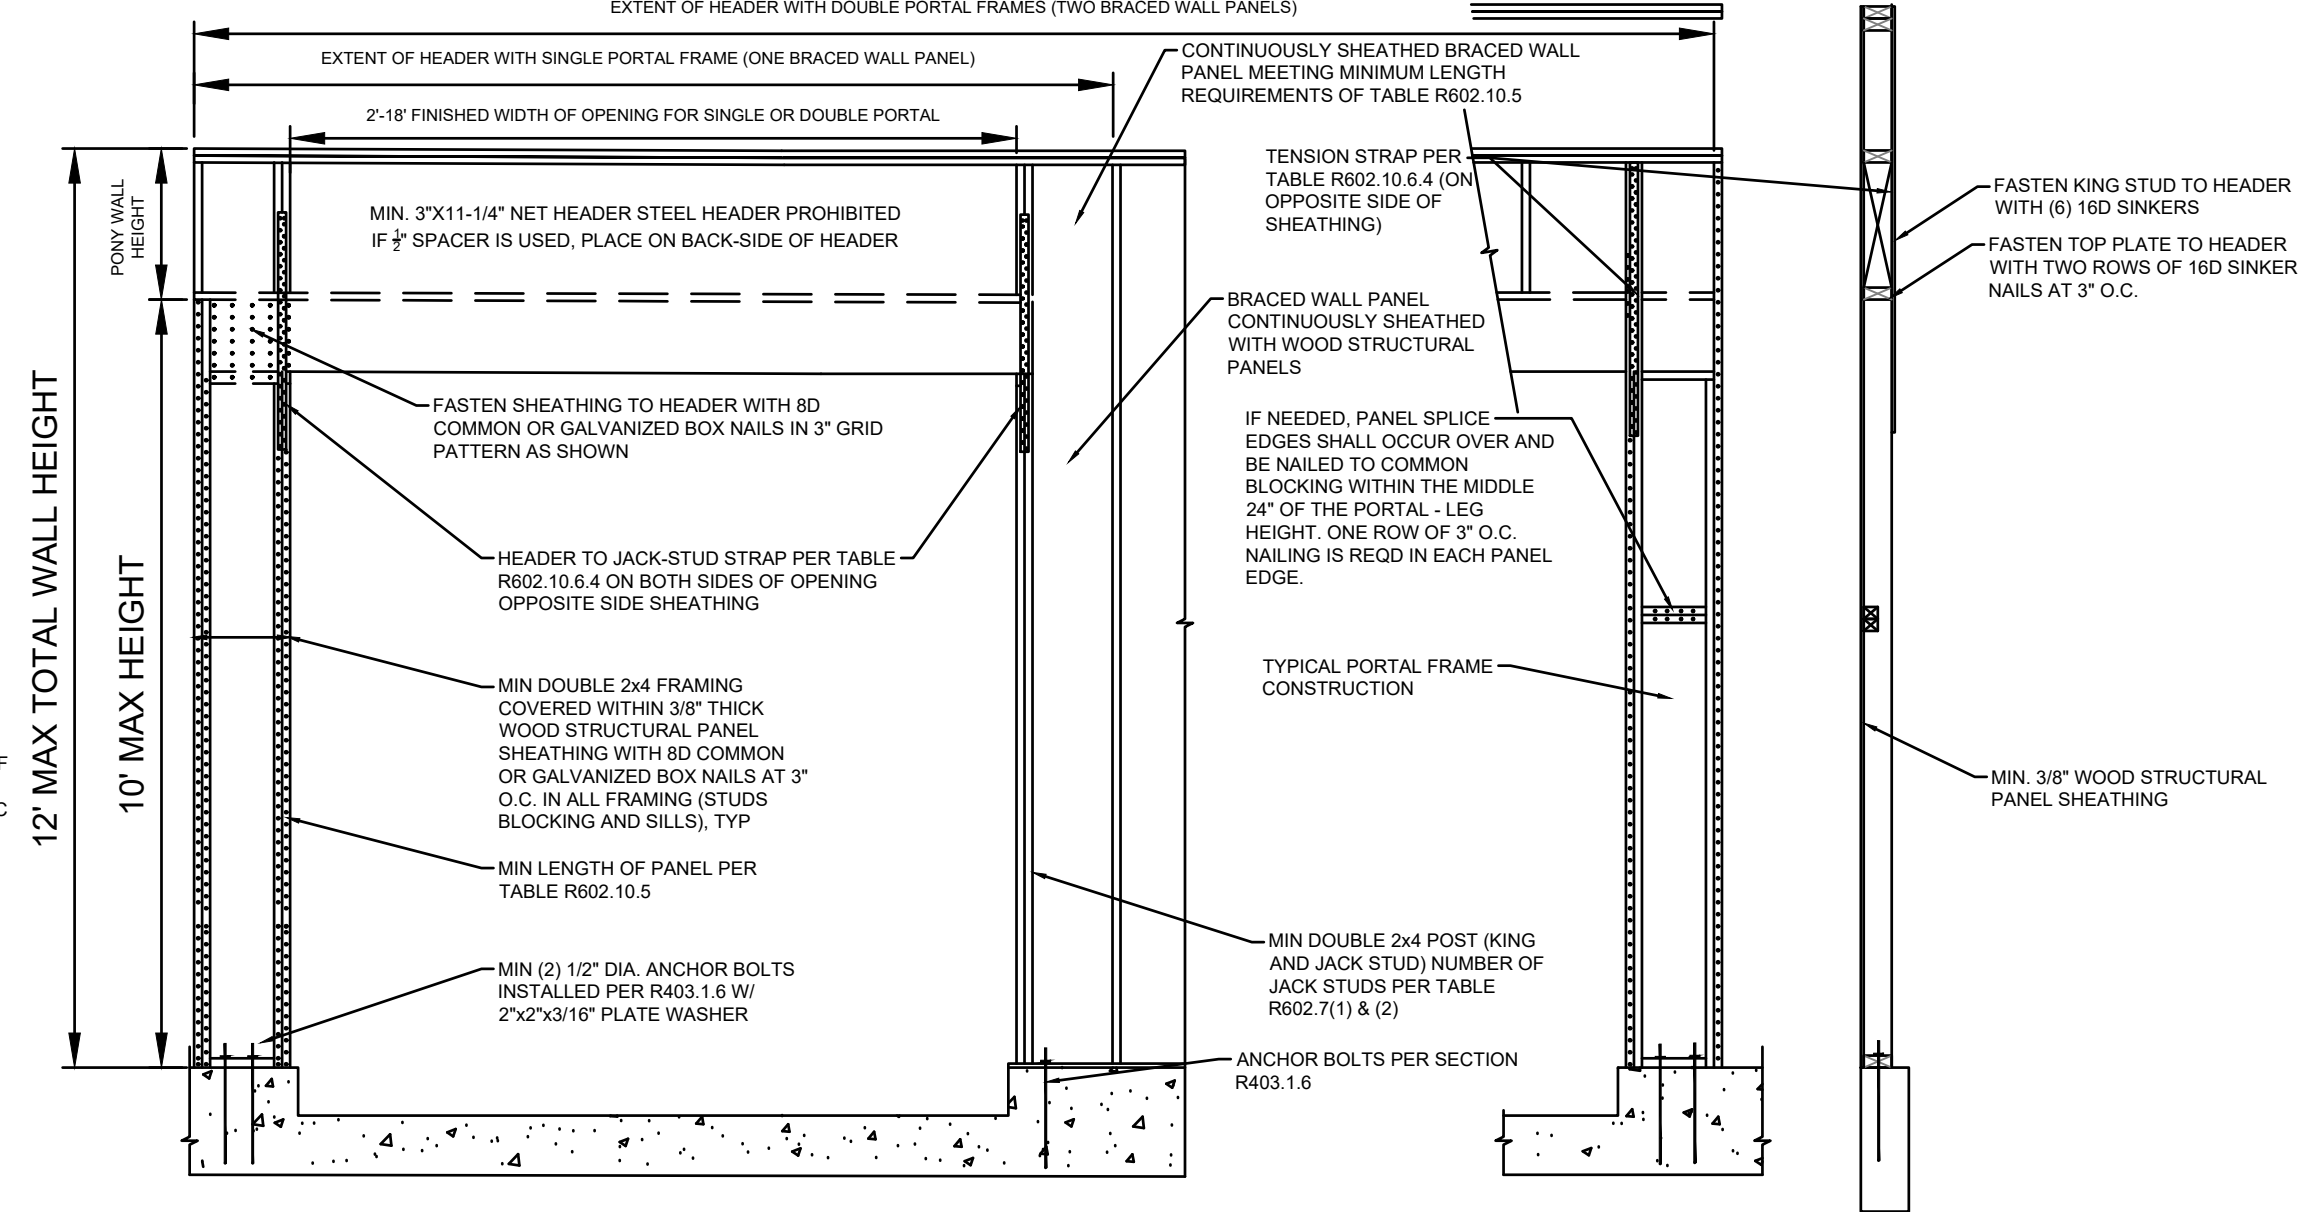 EXTENT OF HEADER WITH DOUBLE PORTAL FRAMES (TWO BRACED WALL PANELS)
EXTENT OF HEADER WITH SINGLE PORTAL FRAME (ONE BRACED WALL PANEL)
2'-18' FINISHED WIDTH OF OPENING FOR SINGLE OR DOUBLE PORTAL
CONTINUOUSLY SHEATHED BRACED WALL
PANEL MEETING MINIMUM LENGTH
REQUIREMENTS OF TABLE R602.10.5
TENSION STRAP PER
TABLE R602.10.6.4 (ON
OPPOSITE SIDE OF
SHEATHING)
FASTEN KING STUD TO HEADER
WITH (6) 16D SINKERS
FASTEN TOP PLATE TO HEADER
WITH TWO ROWS OF 16D SINKER
NAILS AT 3" O.C.
PONY WALL
HEIGHT
MIN. 3"X11-1/4" NET HEADER STEEL HEADER PROHIBITED
IF 1/2" SPACER IS USED, PLACE ON BACK-SIDE OF HEADER
BRACED WALL PANEL
CONTINUOUSLY SHEATHED
WITH WOOD STRUCTURAL
PANELS
12' MAX TOTAL WALL HEIGHT
10' MAX HEIGHT
FASTEN SHEATHING TO HEADER WITH 8D
COMMON OR GALVANIZED BOX NAILS IN 3" GRID
PATTERN AS SHOWN
IF NEEDED, PANEL SPLICE
EDGES SHALL OCCUR OVER AND
BE NAILED TO COMMON
BLOCKING WITHIN THE MIDDLE
24" OF THE PORTAL - LEG
HEIGHT. ONE ROW OF 3" O.C.
NAILING IS REQD IN EACH PANEL
EDGE.
HEADER TO JACK-STUD STRAP PER TABLE
R602.10.6.4 ON BOTH SIDES OF OPENING
OPPOSITE SIDE SHEATHING
MIN DOUBLE 2x4 FRAMING
COVERED WITHIN 3/8" THICK
WOOD STRUCTURAL PANEL
SHEATHING WITH 8D COMMON
OR GALVANIZED BOX NAILS AT 3"
O.C. IN ALL FRAMING (STUDS
BLOCKING AND SILLS), TYP
TYPICAL PORTAL FRAME
CONSTRUCTION
MIN. 3/8" WOOD STRUCTURAL
PANEL SHEATHING
MIN LENGTH OF PANEL PER
TABLE R602.10.5
MIN DOUBLE 2x4 POST (KING
AND JACK STUD) NUMBER OF
JACK STUDS PER TABLE
R602.7(1) & (2)
MIN (2) 1/2" DIA. ANCHOR BOLTS
INSTALLED PER R403.1.6 W/
2"x2"x3/16" PLATE WASHER
ANCHOR BOLTS PER SECTION
R403.1.6